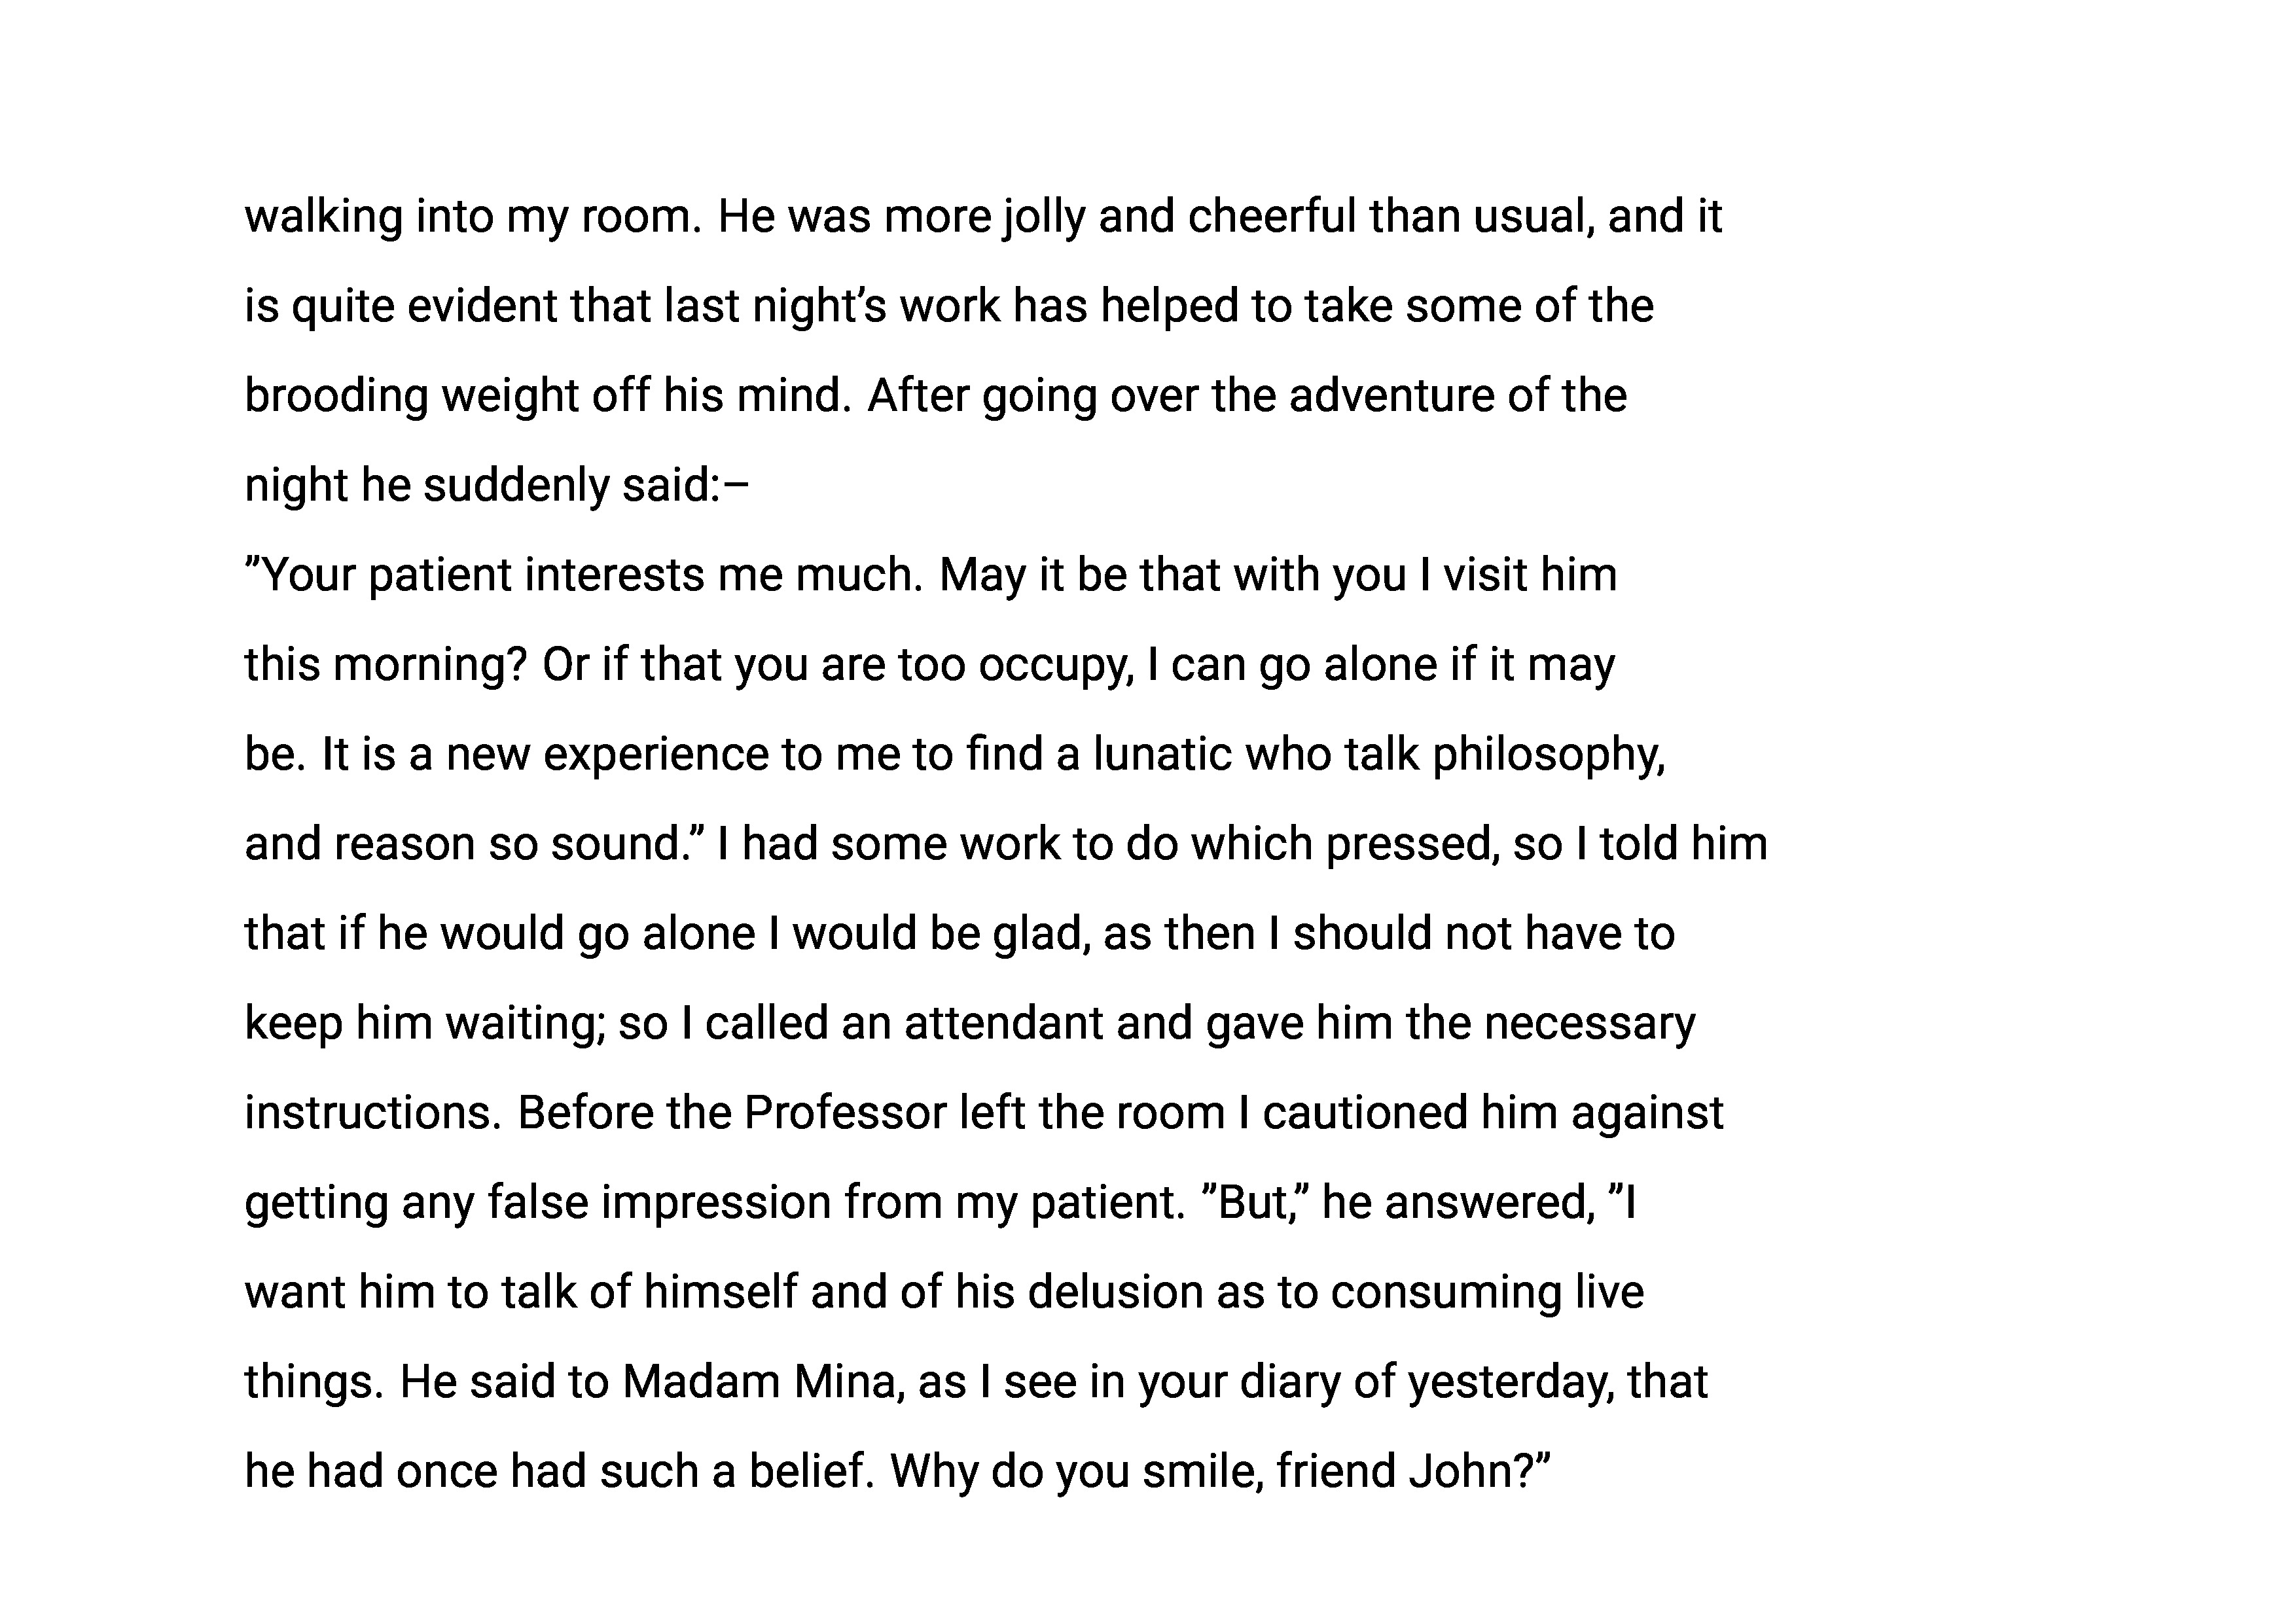 walking into my room. He was more jolly and cheerful than usual, and it
is quite evident that last night’s work has helped to take some of the
brooding weight off his mind. After going over the adventure of the
night he suddenly said:–
”Your patient interests me much. May it be that with you I visit him
this morning? Or if that you are too occupy, I can go alone if it may
be. It is a new experience to me to find a lunatic who talk philosophy,
and reason so sound.” I had some work to do which pressed, so I told him
that if he would go alone I would be glad, as then I should not have to
keep him waiting; so I called an attendant and gave him the necessary
instructions. Before the Professor left the room I cautioned him against
getting any false impression from my patient. ”But,” he answered, ”I
want him to talk of himself and of his delusion as to consuming live
things. He said to Madam Mina, as I see in your diary of yesterday, that
he had once had such a belief. Why do you smile, friend John?”